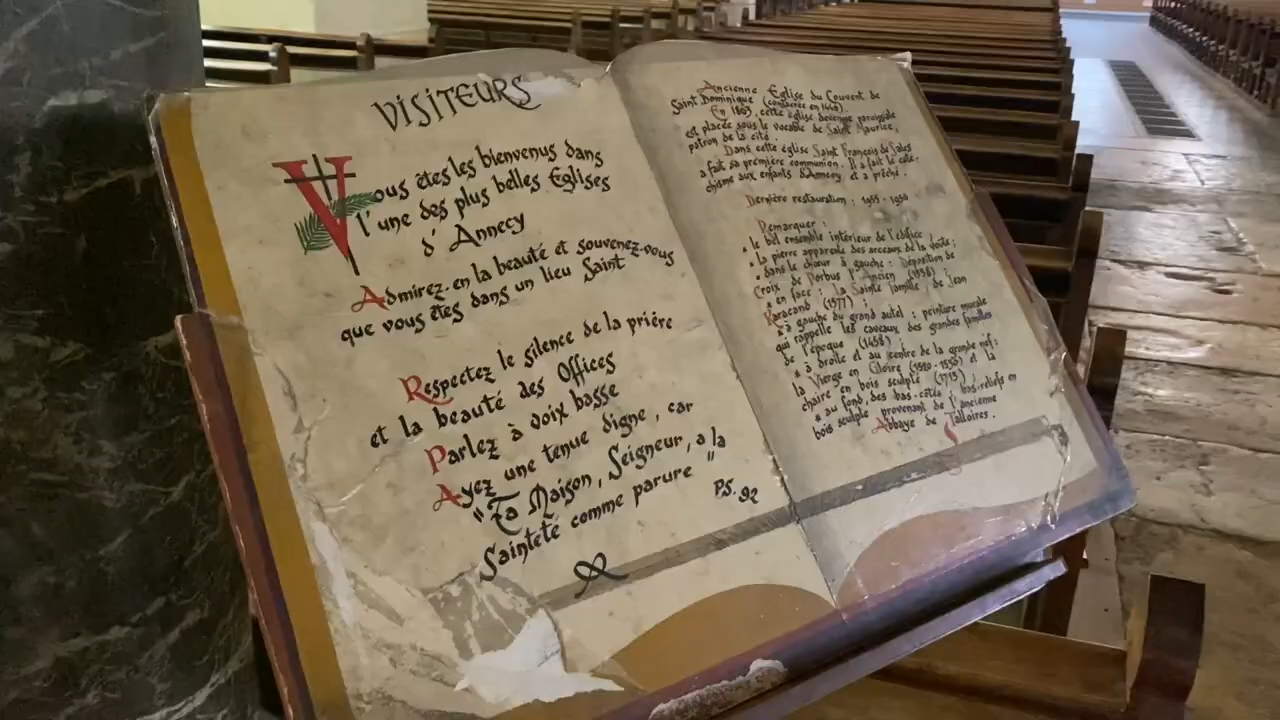 VISITEURS
Vous êtes les bienvenus dans
l'une des plus belles Eglises
d'Annecy
Admirez-en la beauté et souvenez-vous
que vous êtes dans un lieu Saint
Respectez le silence de la prière
et la beauté des Offices
Parlez à voix basse
Ayez une tenue digne, car
"Ta Maison, Seigneur, a la
Sainteté comme parure"
PS. 92
Ancienne Eglise du Couvent de
Saint Dominique (consacrée en 1446).
En 1803, cette église devenue paroissiale
est placée sous le vocable de Saint Maurice,
patron de la cité.
Dans cette église Saint François de Sales
a fait sa première communion. Il a fait le caté-
chisme aux enfants d'Annecy et a prêché.
Dernière restauration : 1955-1956
Remarquer :
* le bel ensemble intérieur de l'édifice,
* la pierre apparente des arceaux de la voûte ;
* dans le chœur à gauche : Déposition de
Croix de Porbus l'Ancien (1558)
* en face : la Sainte Famille, de Jean
Baracand (1577) ;
* à gauche du grand autel : peinture murale
qui rappelle les caveaux des grandes familles
de l'époque (1458)
* à droite et au centre de la grande nef :
la Vierge en Gloire (1520-1550) et la
chaire en bois sculpté (1715)
* au fond des bas-côtés, bas-reliefs en
bois sculpté provenant de l'ancienne
Abbaye de Talloires.